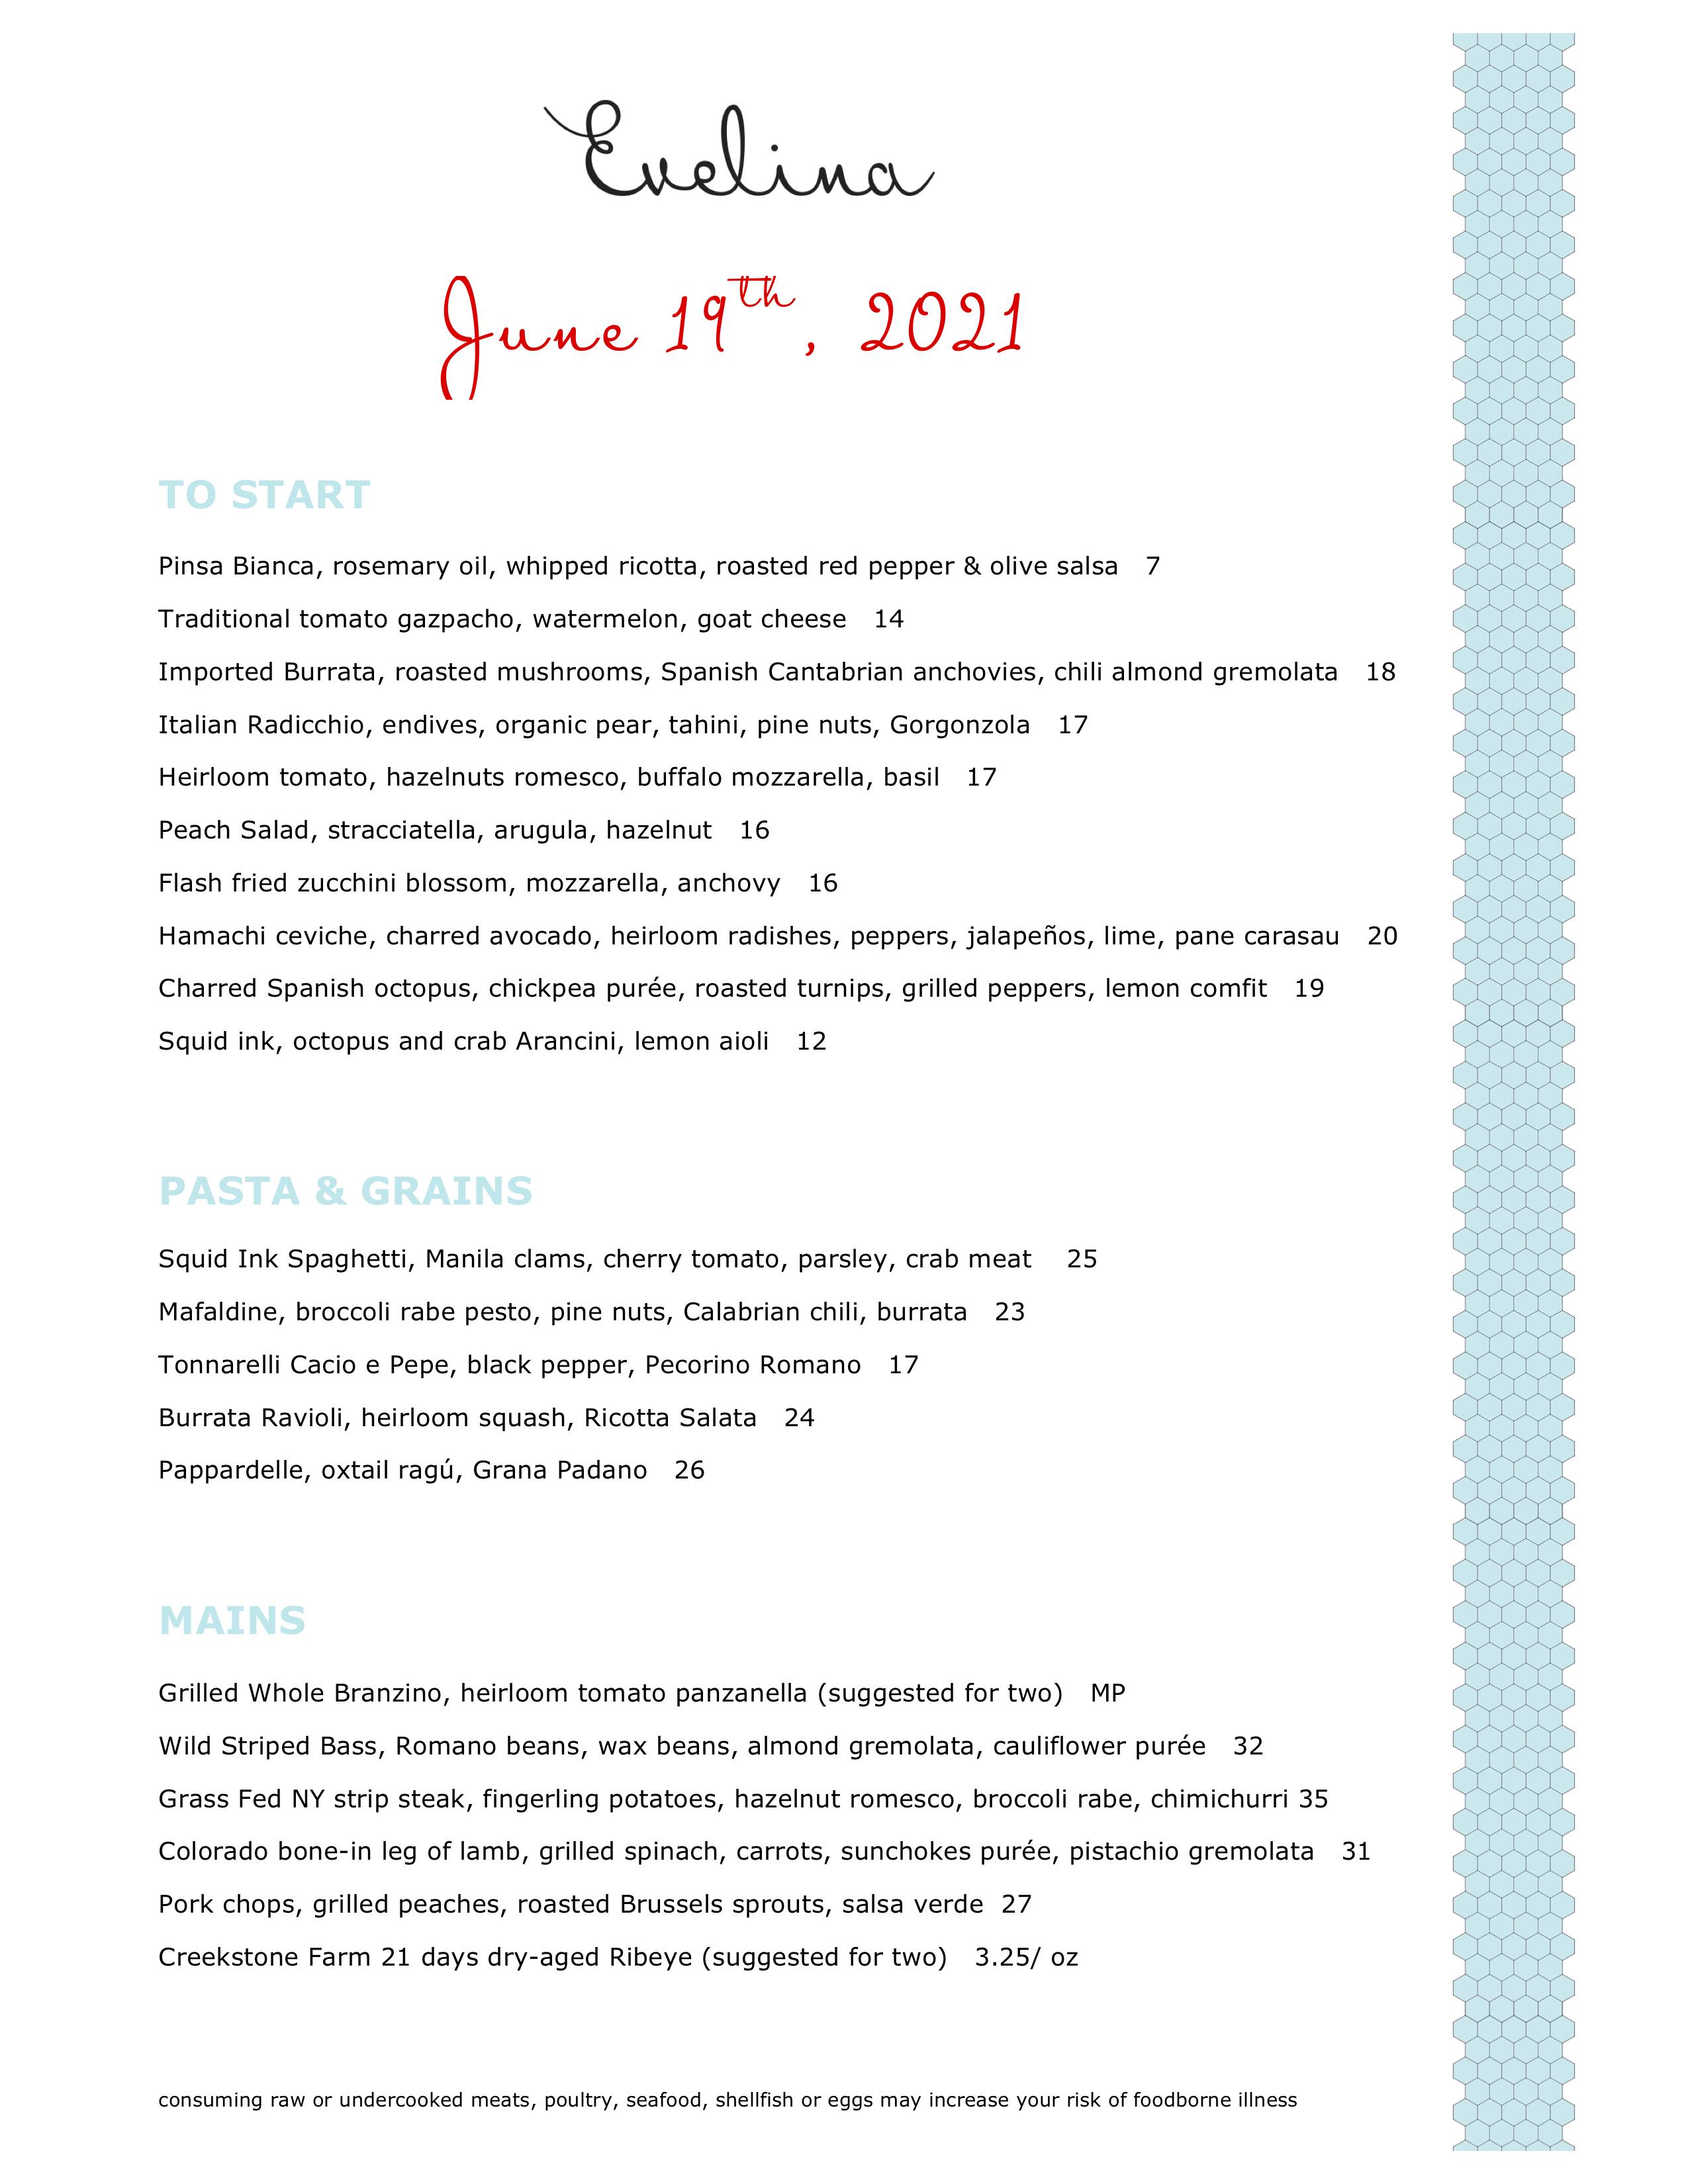 Evelina
June 19th, 2021
TO START
Pinsa Bianca, rosemary oil, whipped ricotta, roasted red pepper & olive salsa 7
Traditional tomato gazpacho, watermelon, goat cheese 14
Imported Burrata, roasted mushrooms, Spanish Cantabrian anchovies, chili almond gremolata 18
Italian Radicchio, endives, organic pear, tahini, pine nuts, Gorgonzola 17
Heirloom tomato, hazelnuts romesco, buffalo mozzarella, basil 17
Peach Salad, stracciatella, arugula, hazelnut 16
Flash fried zucchini blossom, mozzarella, anchovy 16
Hamachi ceviche, charred avocado, heirloom radishes, peppers, jalapeños, lime, pane carasau 20
Charred Spanish octopus, chickpea purée, roasted turnips, grilled peppers, lemon comfit 19
Squid ink, octopus and crab Arancini, lemon aioli 12
PASTA & GRAINS
Squid Ink Spaghetti, Manila clams, cherry tomato, parsley, crab meat 25
Mafaldine, broccoli rabe pesto, pine nuts, Calabrian chili, burrata 23
Tonnarelli Cacio e Pepe, black pepper, Pecorino Romano 17
Burrata Ravioli, heirloom squash, Ricotta Salata 24
Pappardelle, oxtail ragú, Grana Padano 26
MAINS
Grilled Whole Branzino, heirloom tomato panzanella (suggested for two) MP
Wild Striped Bass, Romano beans, wax beans, almond gremolata, cauliflower purée 32
Grass Fed NY strip steak, fingerling potatoes, hazelnut romesco, broccoli rabe, chimichurri 35
Colorado bone-in leg of lamb, grilled spinach, carrots, sunchokes purée, pistachio gremolata 31
Pork chops, grilled peaches, roasted Brussels sprouts, salsa verde 27
Creekstone Farm 21 days dry-aged Ribeye (suggested for two) 3.25/ oz
consuming raw or undercooked meats, poultry, seafood, shellfish or eggs may increase your risk of foodborne illness